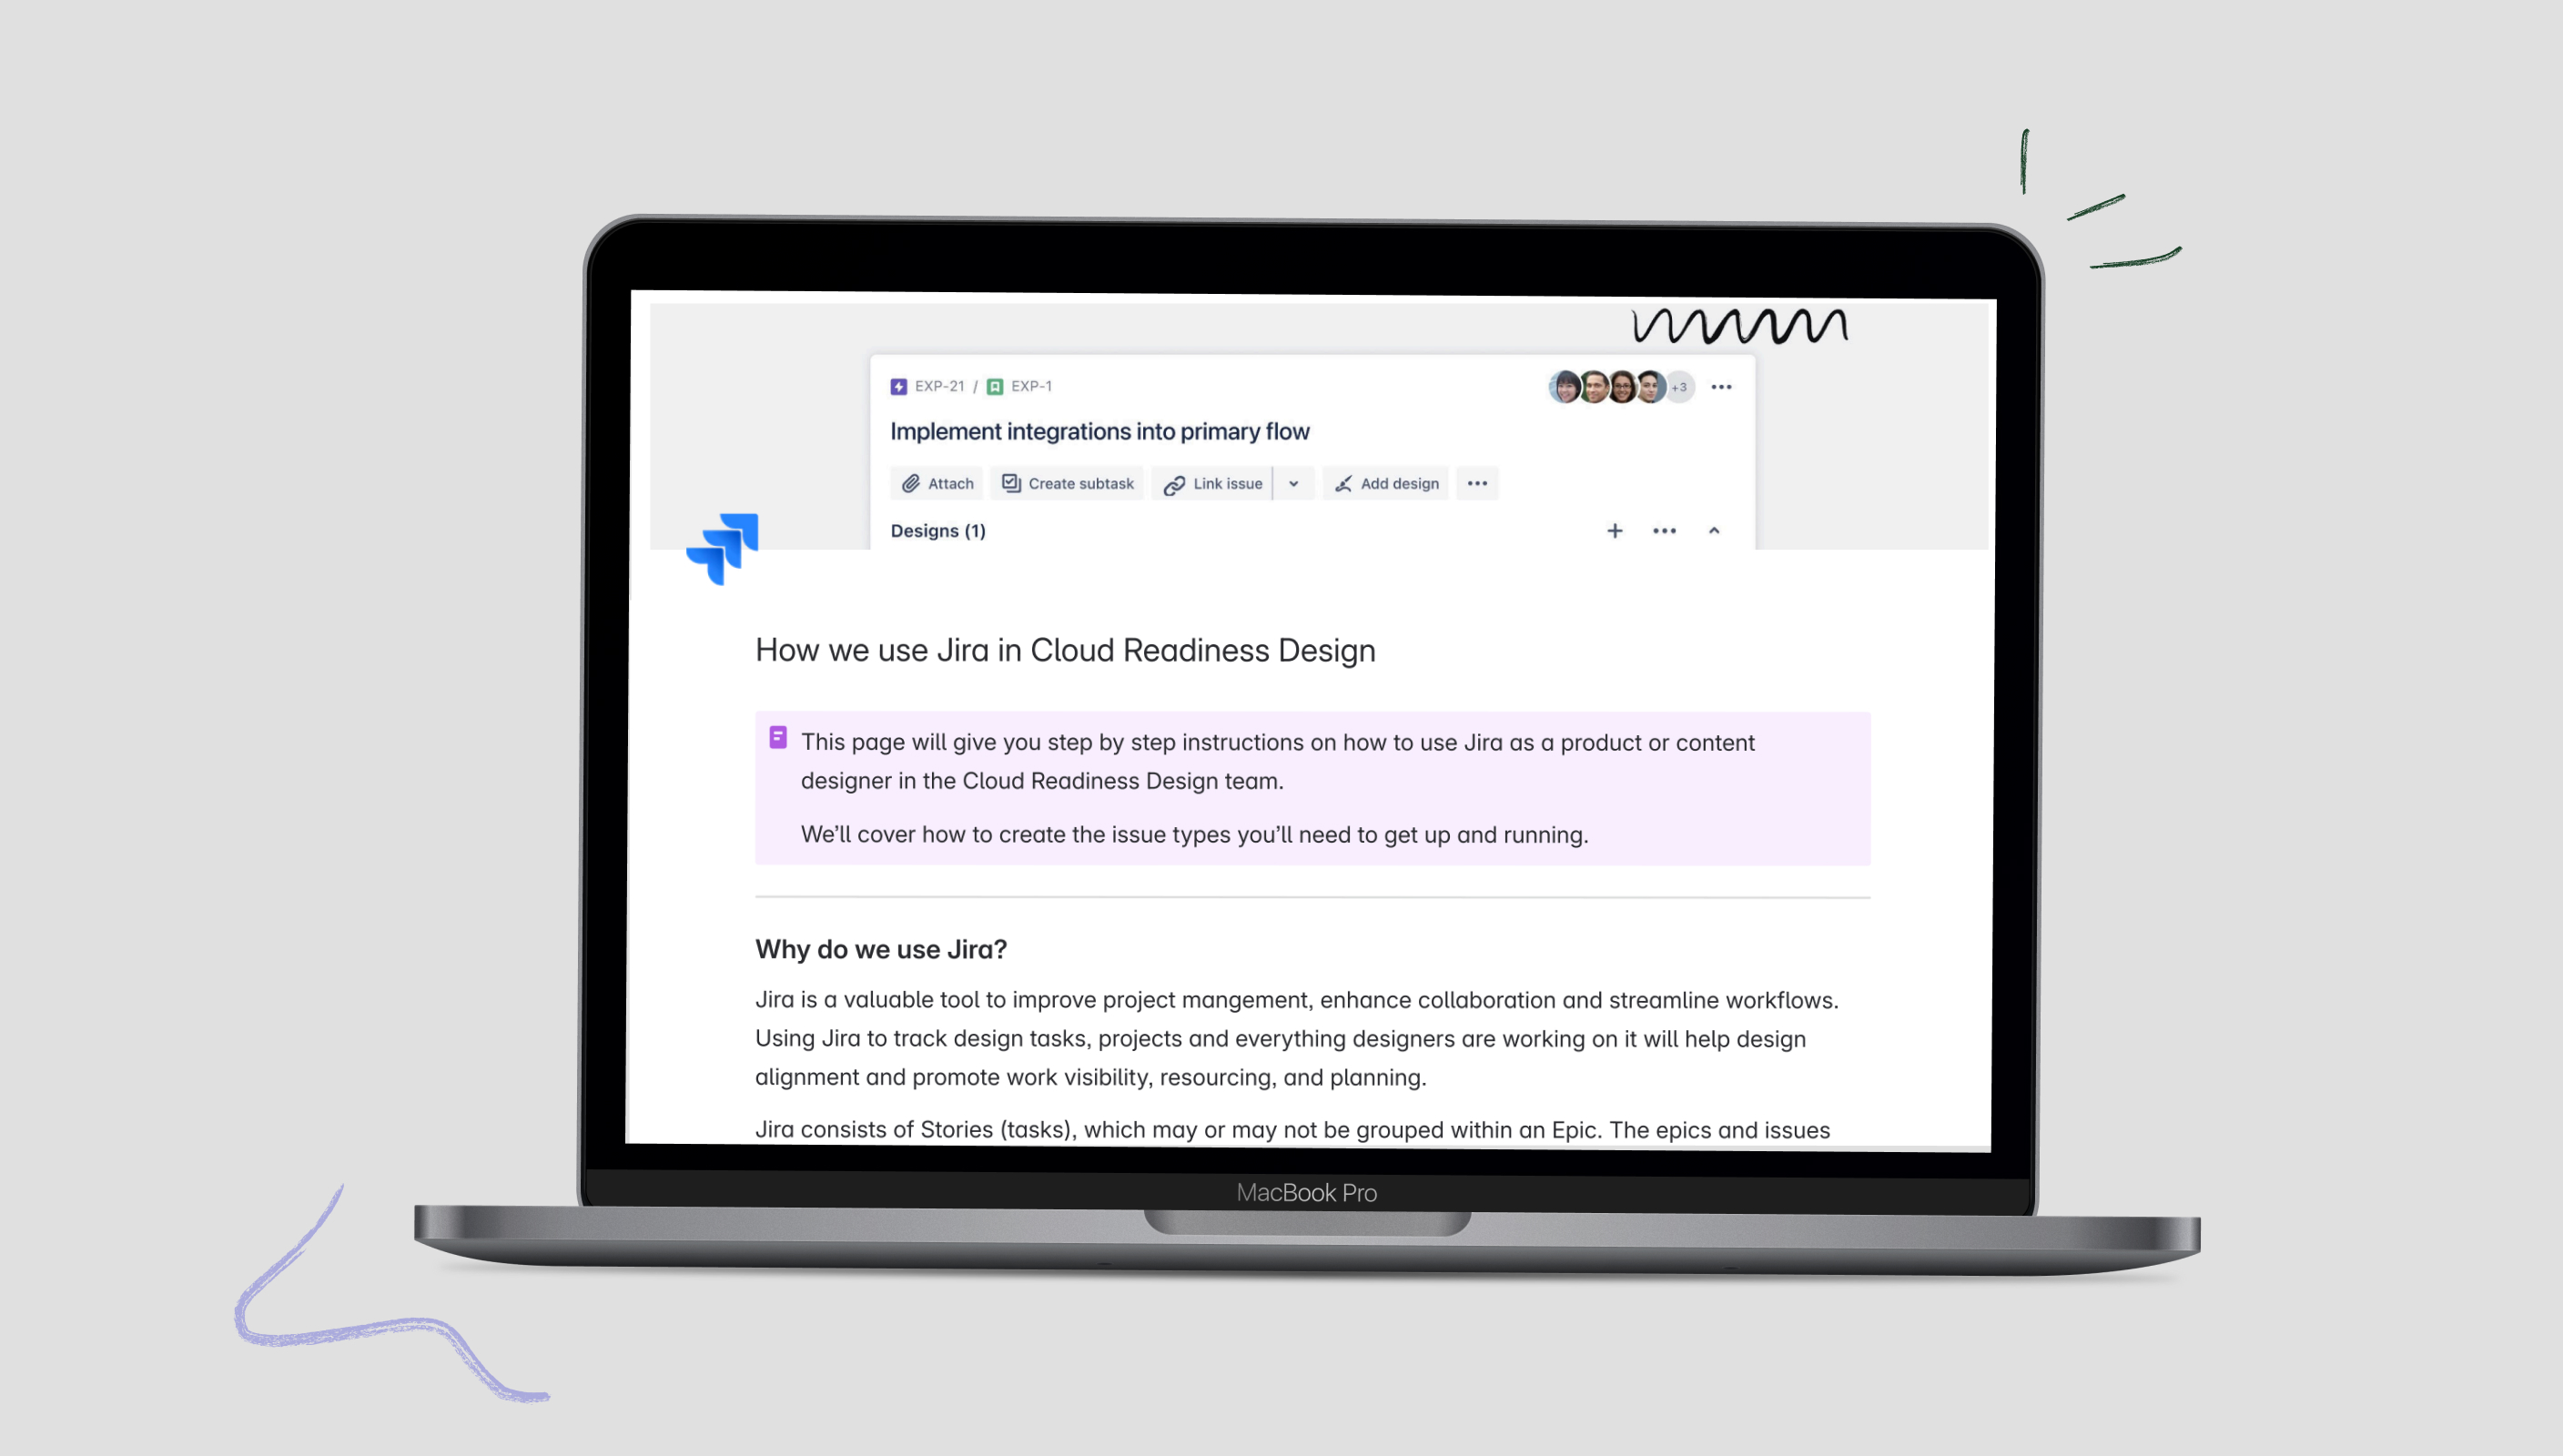 EXP-21 / EXP-1
+3
Implement integrations into primary flow
Attach Create subtask Link issue Add design
Designs (1)
How we use Jira in Cloud Readiness Design
This page will give you step by step instructions on how to use Jira as a product or content
designer in the Cloud Readiness Design team.
We’ll cover how to create the issue types you’ll need to get up and running.
Why do we use Jira?
Jira is a valuable tool to improve project mangement, enhance collaboration and streamline workflows.
Using Jira to track design tasks, projects and everything designers are working on it will help design
alignment and promote work visibility, resourcing, and planning.
Jira consists of Stories (tasks), which may or may not be grouped within an Epic. The epics and issues
MacBook Pro